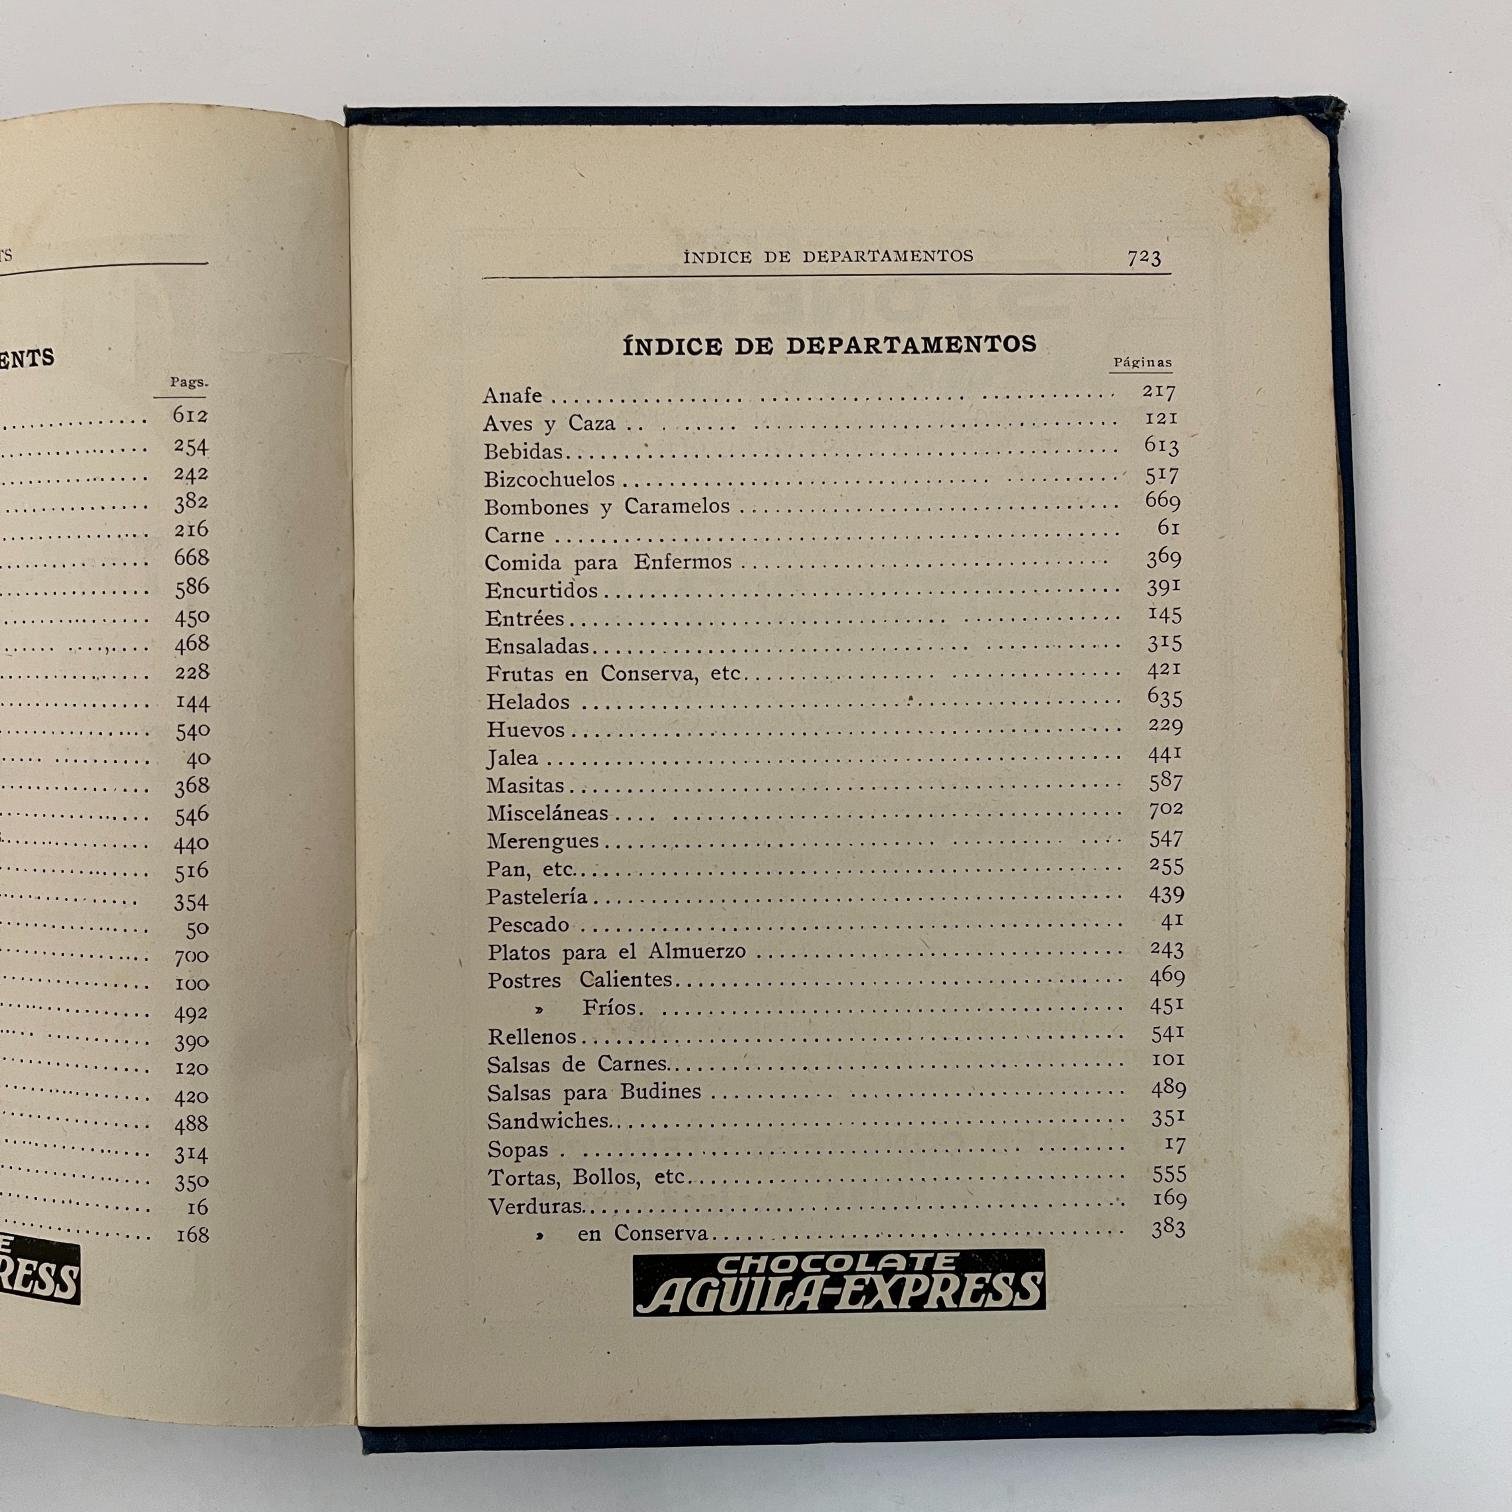 TS
ENTS
Pags.
612
254
242
382
216
668
586
450
468
228
144
540
40
368
546
440
516
354
50
700
100
492
390
120
420
488
314
350
16
168
E
RESS
ÍNDICE DE DEPARTAMENTOS 723
ÍNDICE DE DEPARTAMENTOS
Páginas
Anafe 217
Aves y Caza 121
Bebidas 613
Bizcochuelos 517
Bombones y Caramelos 669
Carne 61
Comida para Enfermos 369
Encurtidos 391
Entrées 145
Ensaladas 315
Frutas en Conserva, etc. 421
Helados 635
Huevos 229
Jalea 441
Masitas 587
Misceláneas 702
Merengues 547
Pan, etc. 255
Pastelería 439
Pescado 41
Platos para el Almuerzo 243
Postres Calientes 469
» Fríos 451
Rellenos 541
Salsas de Carnes 101
Salsas para Budines 489
Sandwiches 351
Sopas 17
Tortas, Bollos, etc. 555
Verduras 169
» en Conserva 383
CHOCOLATE
AGUILA-EXPRESS